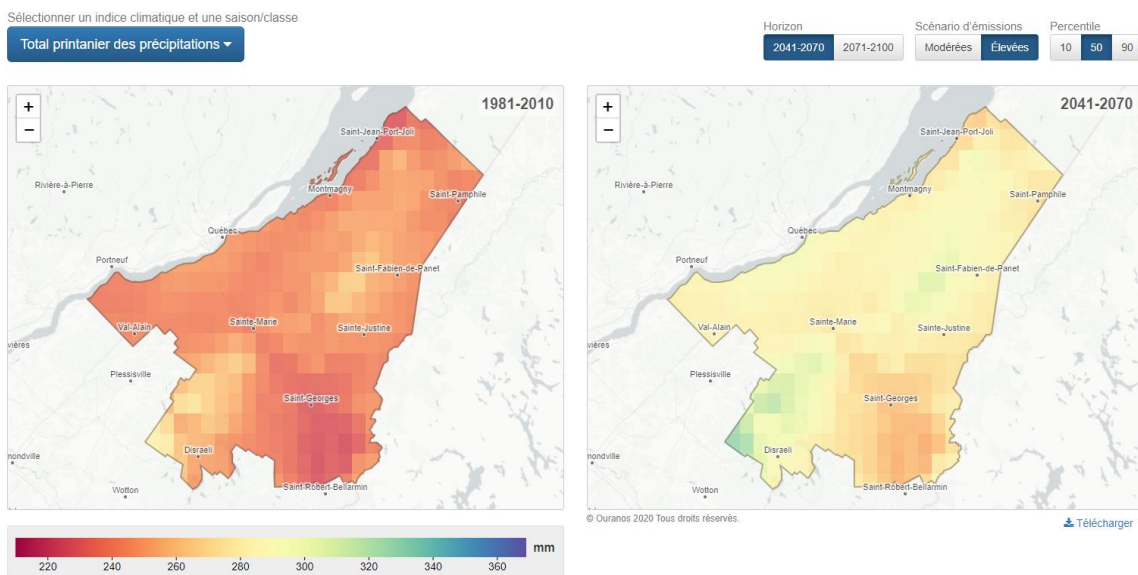 Sélectionner un indice climatique et une saison/classe
Total printanier des précipitations
Horizon
2041-2070 2071-2100
Scénario d'émissions
Modérées Élevées
Percentile
10 50 90
+
−
1981-2010
Saint-Jean-Port-Joli
Rivière-à-Pierre
Montmagny
Saint-Pamphile
Québec
Portneuf
Saint-Fabien-de-Panet
Val-Alain
Sainte-Marie
Sainte-Justine
vières
Plessisville
Saint-Georges
Disraeli
nondville
Wotton
Saint-Robert-Bellarmin
+
−
2041-2070
Saint-Jean-Port-Joli
Rivière-à-Pierre
Montmagny
Saint-Pamphile
Québec
Portneuf
Saint-Fabien-de-Panet
Val-Alain
Sainte-Marie
Sainte-Justine
vières
Plessisville
Saint-Georges
Disraeli
nondville
Wotton
Saint-Robert-Bellarmin
© Ouranos 2020 Tous droits réservés.
Télécharger
mm
220 240 260 280 300 320 340 360